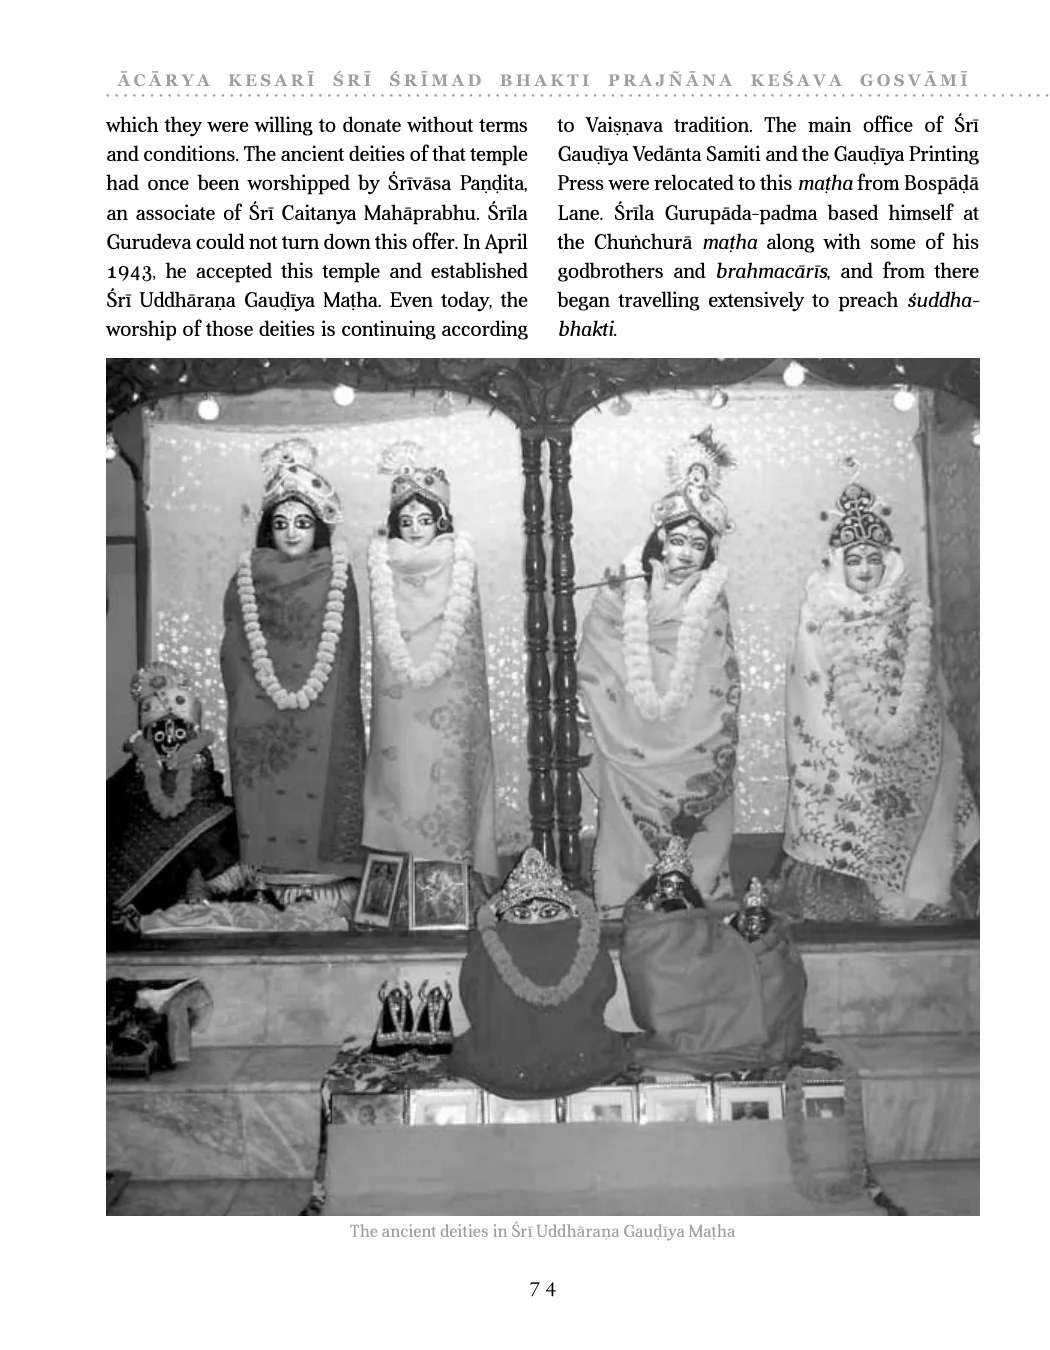 ĀCĀRYA KESARĪ ŚRĪ ŚRĪMAD BHAKTI PRAJÑĀNA KEŚAVA GOSVĀMĪ
which they were willing to donate without terms
and conditions. The ancient deities of that temple
had once been worshipped by Śrīvāsa Paṇḍita,
an associate of Śrī Caitanya Mahāprabhu. Śrīla
Gurudeva could not turn down this offer. In April
1943, he accepted this temple and established
Śrī Uddhāraṇa Gauḍīya Maṭha. Even today, the
worship of those deities is continuing according
to Vaiṣṇava tradition. The main office of Śrī
Gauḍīya Vedānta Samiti and the Gauḍīya Printing
Press were relocated to this maṭha from Bospāḍā
Lane. Śrīla Gurupāda-padma based himself at
the Chuṅchurā maṭha along with some of his
godbrothers and brahmacārīs, and from there
began travelling extensively to preach śuddha-
bhakti.
The ancient deities in Śrī Uddhāraṇa Gauḍīya Maṭha
74